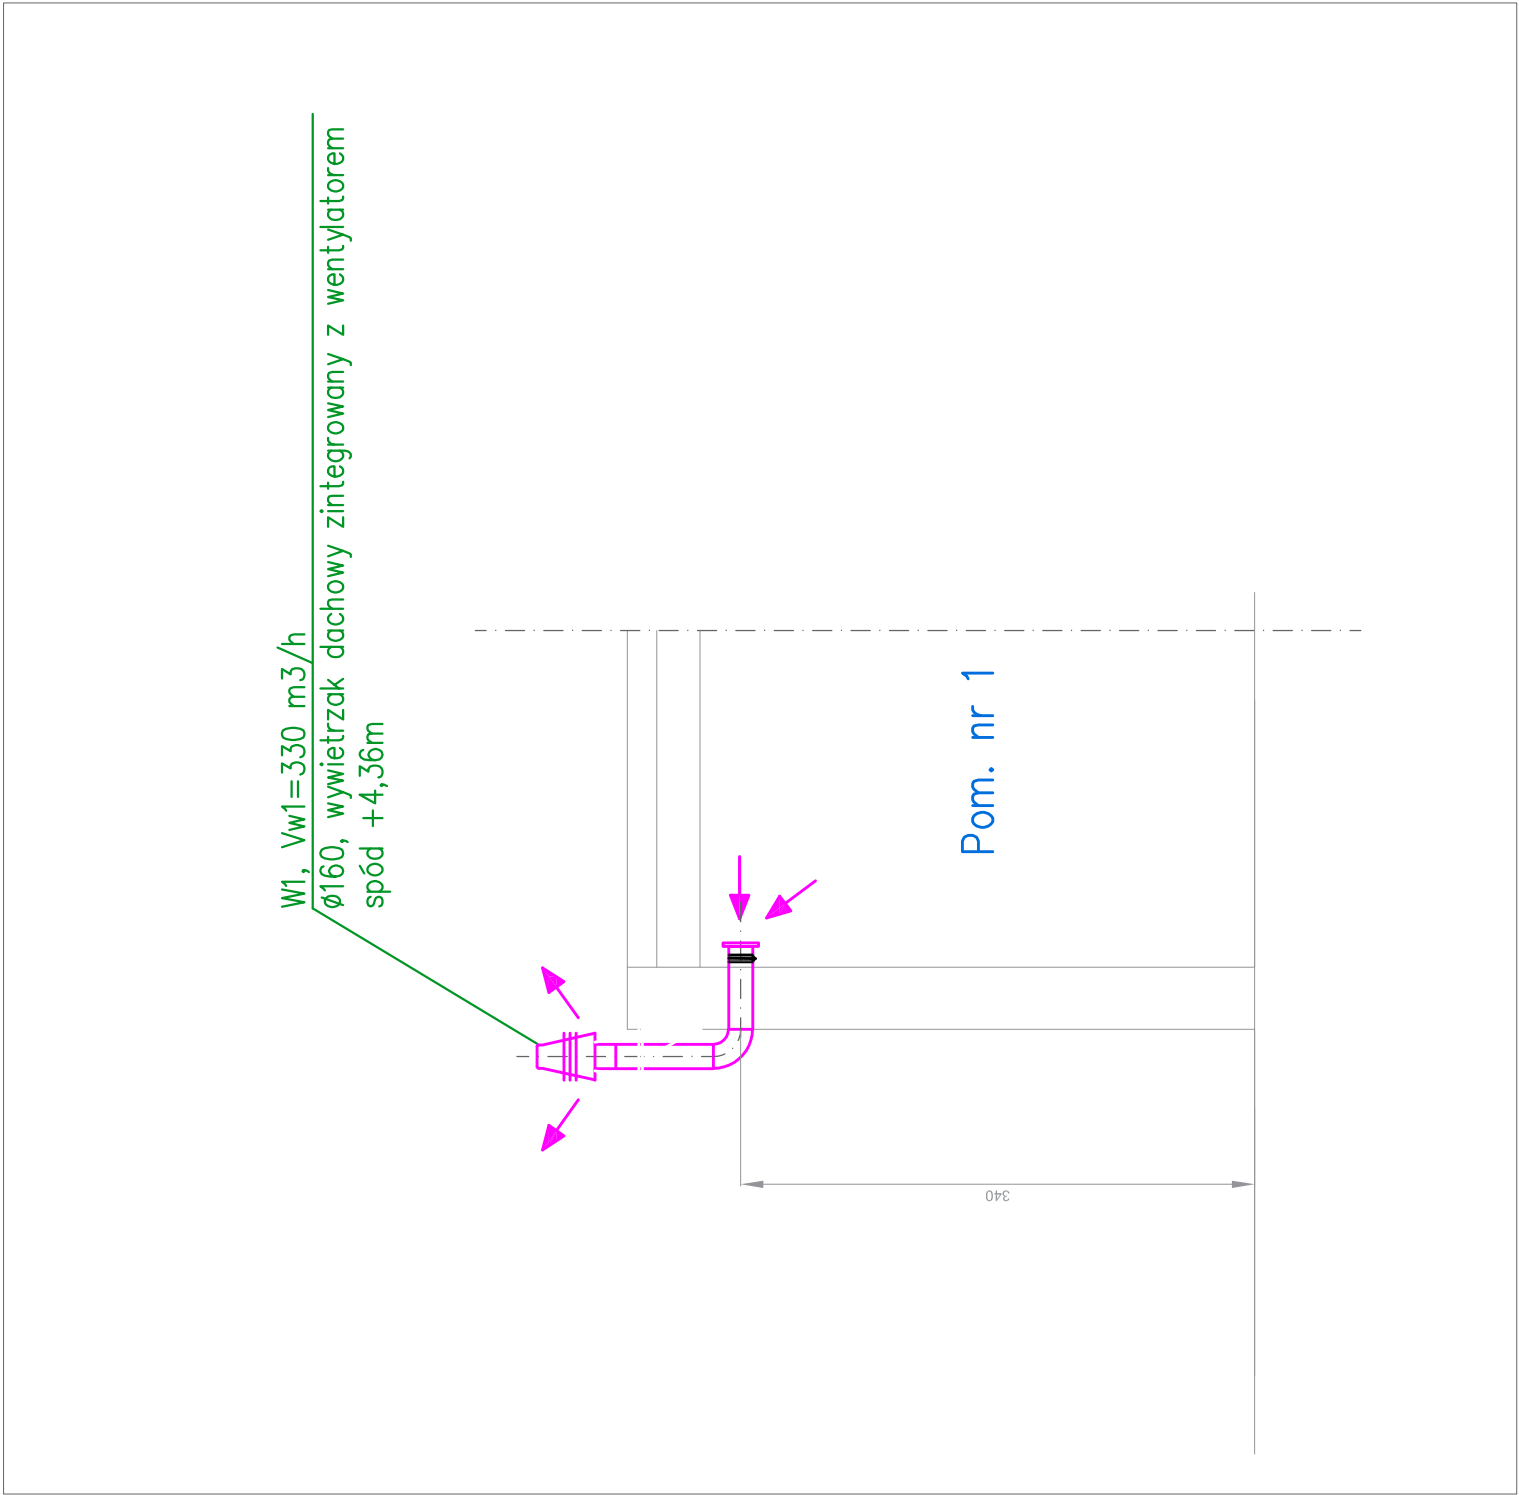 W1, Vw1=330 m3/h
ø160, wywietrzak dachowy zintegrowany z wentylatorem
spód +4,36m
Pom. nr 1
340